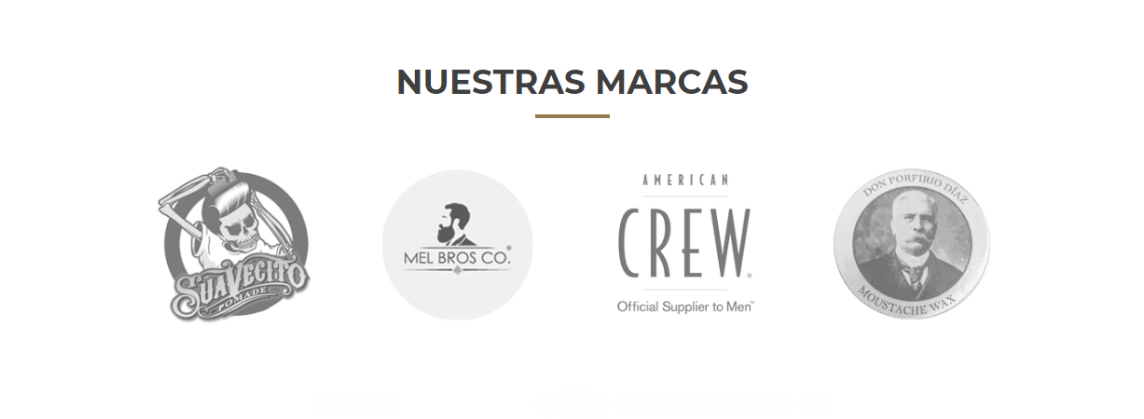 NUESTRAS MARCAS
SUAVECITO
POMADE
MEL BROS CO.®
AMERICAN
CREW®
Official Supplier to Men™
DON PORFIRIO DÍAZ
MOUSTACHE WAX